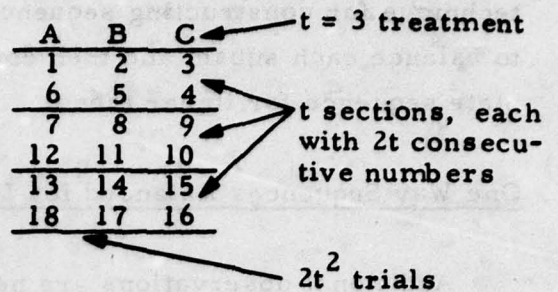 A B C
t = 3 treatment
1 2 3
6 5 4
7 8 9
12 11 10
13 14 15
18 17 16
t sections, each
with 2t consecu-
tive numbers
2t² trials